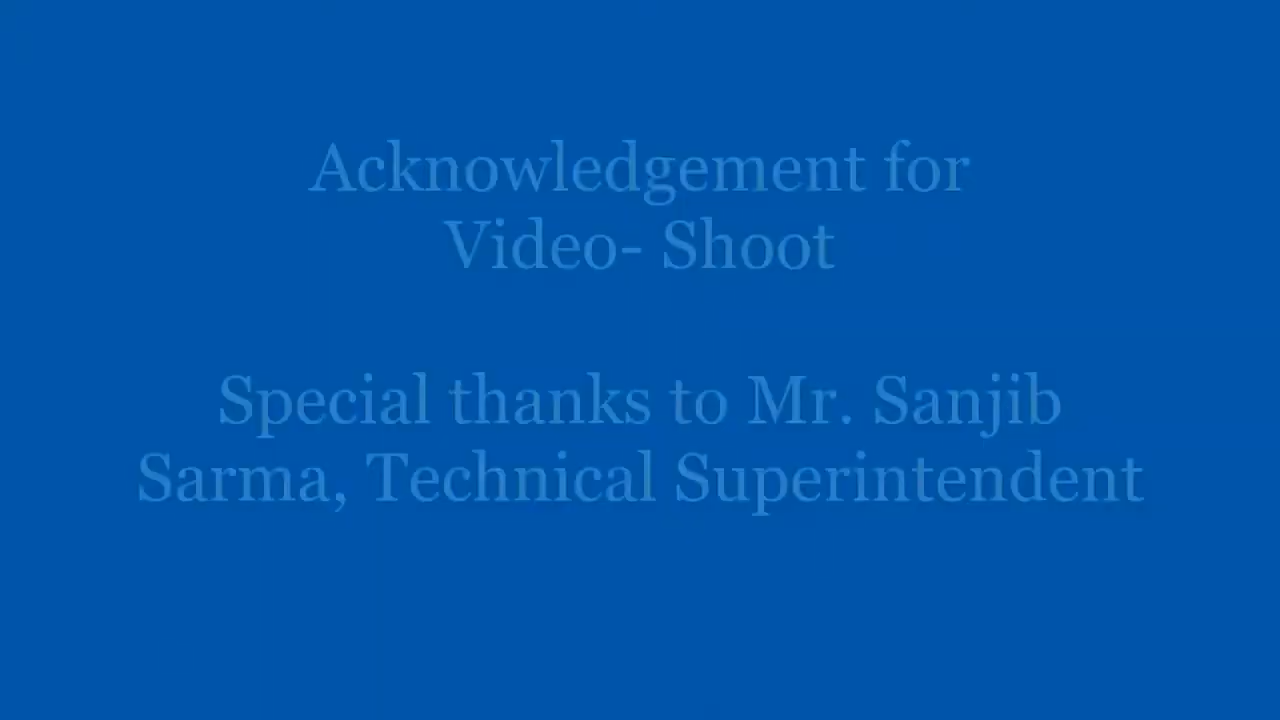 Acknowledgement for
Video- Shoot
Special thanks to Mr. Sanjib
Sarma, Technical Superintendent